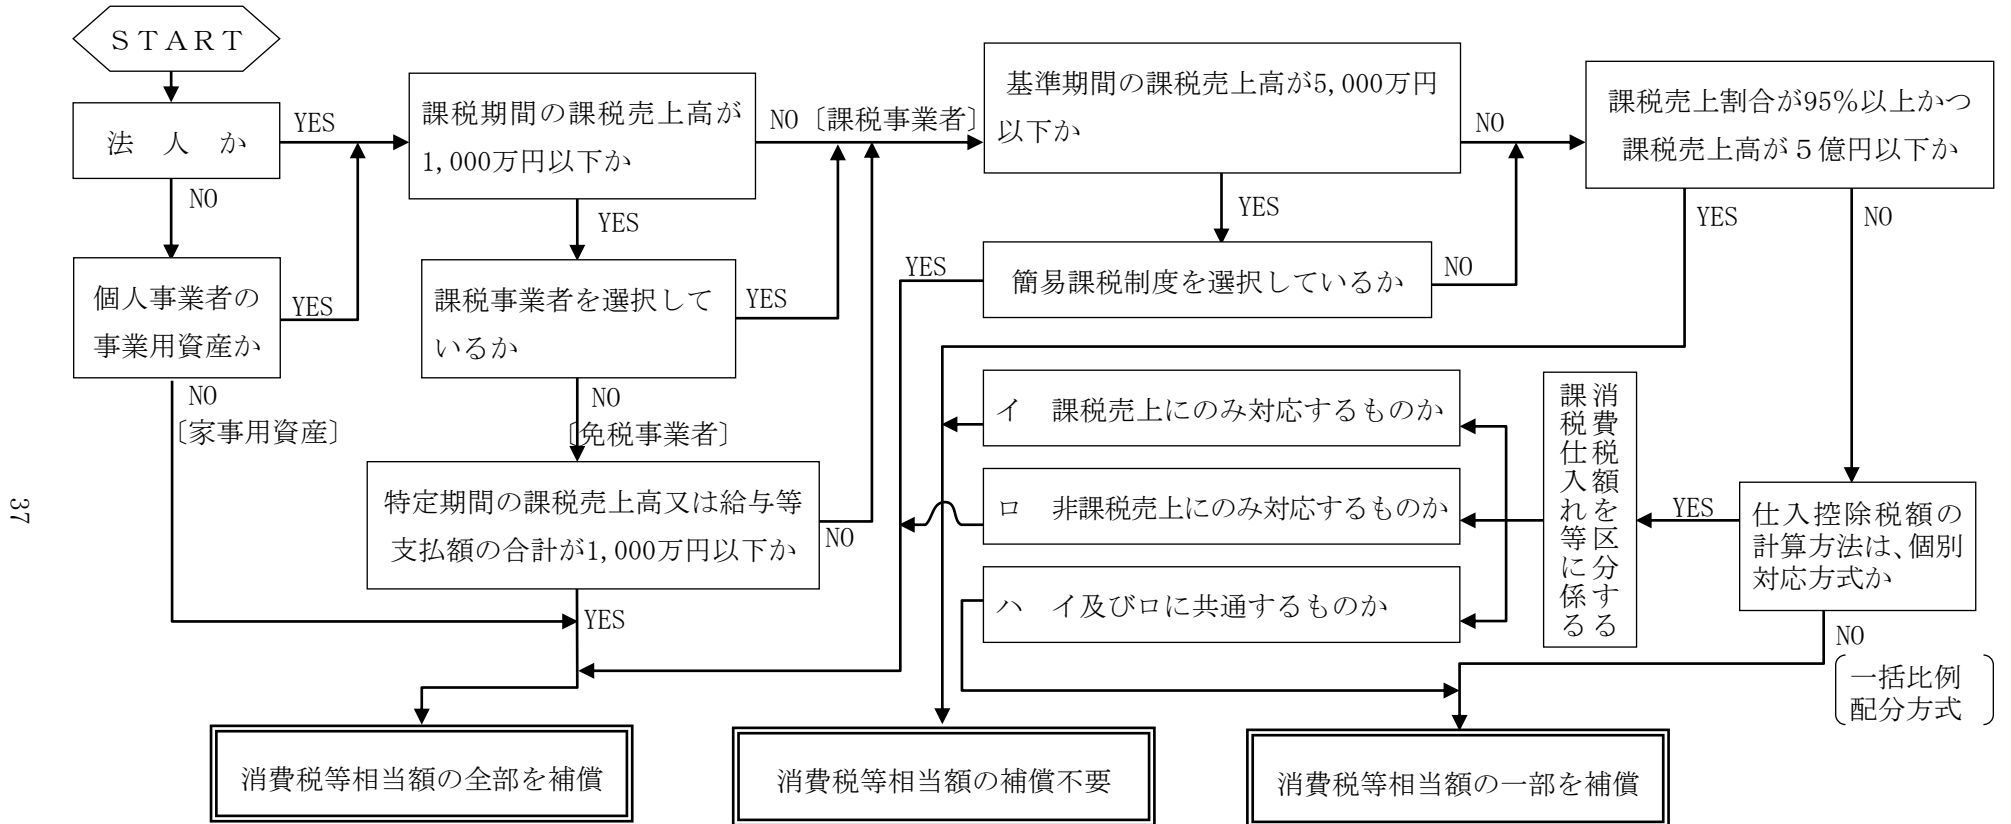 ＳＴＡＲＴ
法　人　か
YES
NO
個人事業者の
事業用資産か
YES
NO
〔家事用資産〕
課税期間の課税売上高が
1,000万円以下か
NO〔課税事業者〕
YES
課税事業者を選択して
いるか
YES
NO
〔免税事業者〕
特定期間の課税売上高又は給与等
支払額の合計が1,000万円以下か
NO
YES
基準期間の課税売上高が5,000万円
以下か
NO
YES
簡易課税制度を選択しているか
YES
NO
課税売上割合が95％以上かつ
課税売上高が５億円以下か
YES
NO
仕入控除税額の
計算方法は、個別
対応方式か
YES
NO
一括比例
配分方式
課税仕入れ等に係る
消費税額を区分する
イ　課税売上にのみ対応するものか
ロ　非課税売上にのみ対応するものか
ハ　イ及びロに共通するものか
消費税等相当額の全部を補償
消費税等相当額の補償不要
消費税等相当額の一部を補償
37